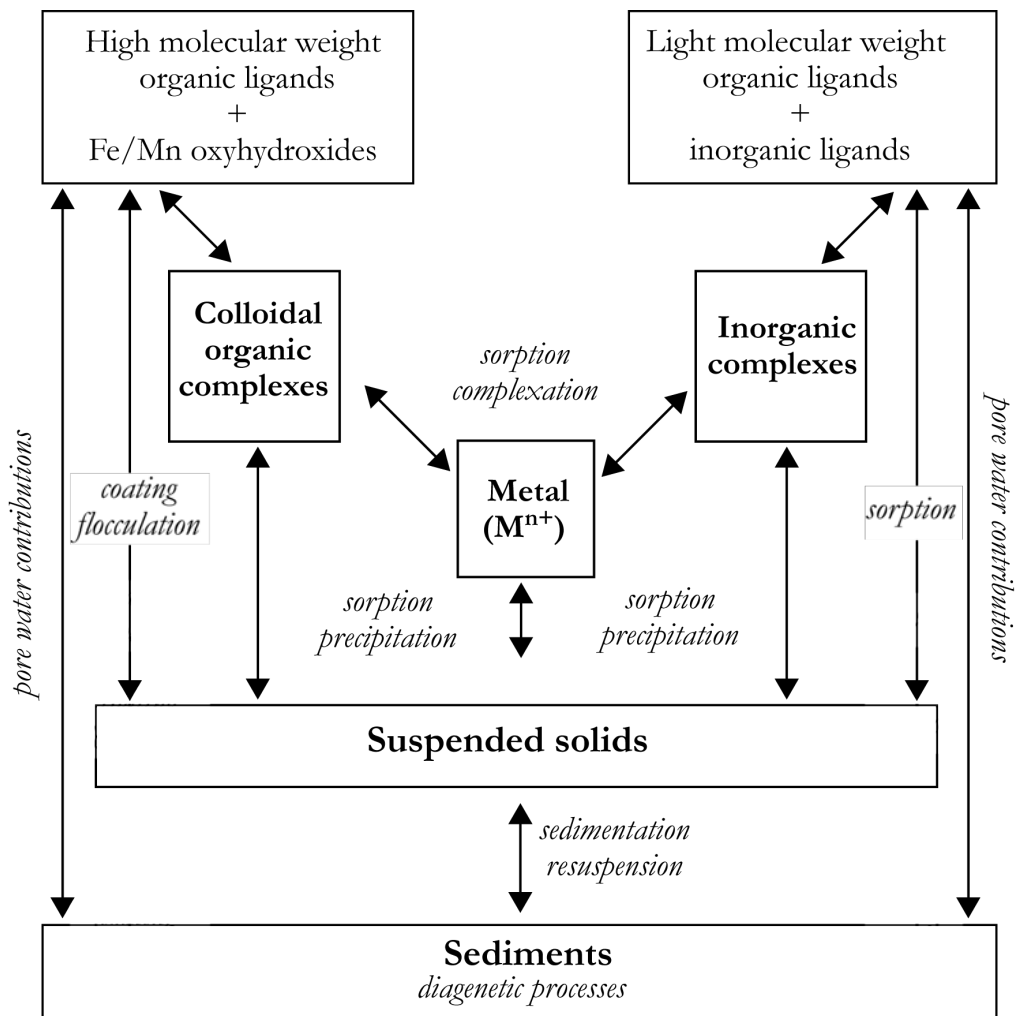 High molecular weight
organic ligands
+
Fe/Mn oxyhydroxides
Light molecular weight
organic ligands
+
inorganic ligands
Colloidal
organic
complexes
Inorganic
complexes
sorption
complexation
Metal
(Mⁿ⁺)
pore water contributions
coating
flocculation
sorption
pore water contributions
sorption
precipitation
sorption
precipitation
Suspended solids
sedimentation
resuspension
Sediments
diagenetic processes